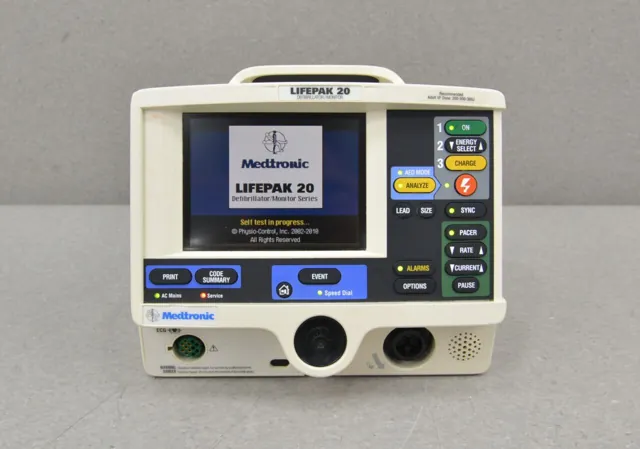 LIFEPAK 20
DEFIBRILLATOR/MONITOR
Medtronic
LIFEPAK 20
Defibrillator/Monitor Series
Self test in progress...
© Physio-Control, Inc. 2002-2010
All Rights Reserved
1 ON
2 ENERGY SELECT
3 CHARGE
AED MODE
ANALYZE
LEAD SIZE
SYNC
PACER
RATE
CURRENT
PAUSE
ALARMS
OPTIONS
PRINT
CODE SUMMARY
EVENT
AC Mains
Service
Speed Dial
Medtronic
ECG